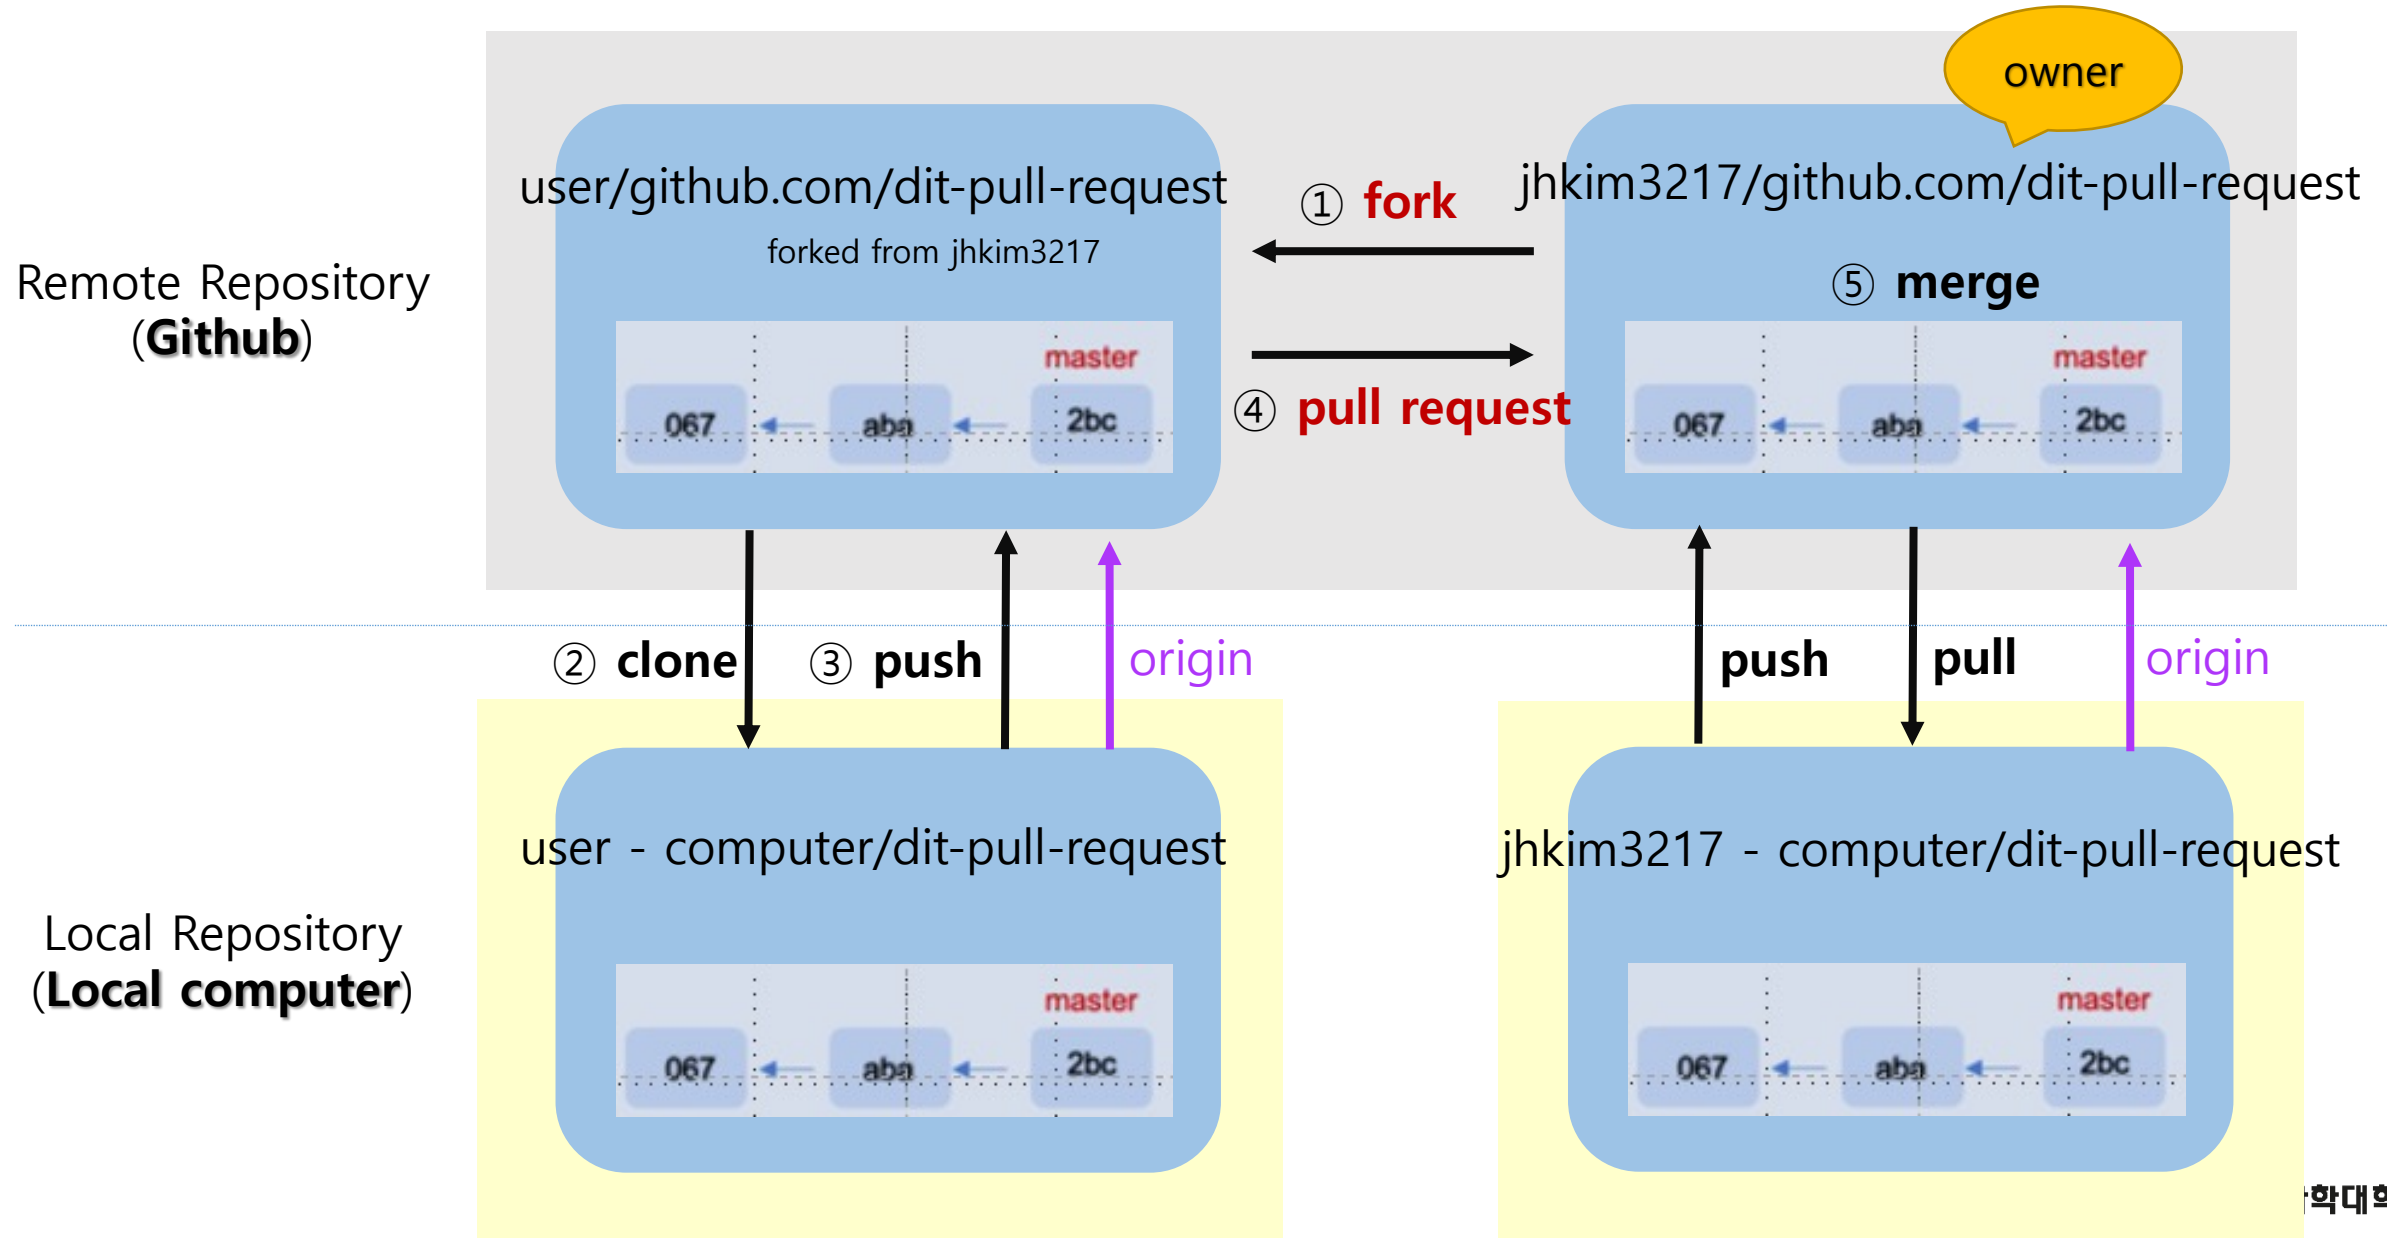 owner
user/github.com/dit-pull-request
forked from jhkim3217
① fork
④ pull request
jhkim3217/github.com/dit-pull-request
⑤ merge
Remote Repository
(Github)
master
067
aba
2bc
master
067
aba
2bc
② clone
③ push
origin
push
pull
origin
Local Repository
(Local computer)
user - computer/dit-pull-request
master
067
aba
2bc
jhkim3217 - computer/dit-pull-request
master
067
aba
2bc